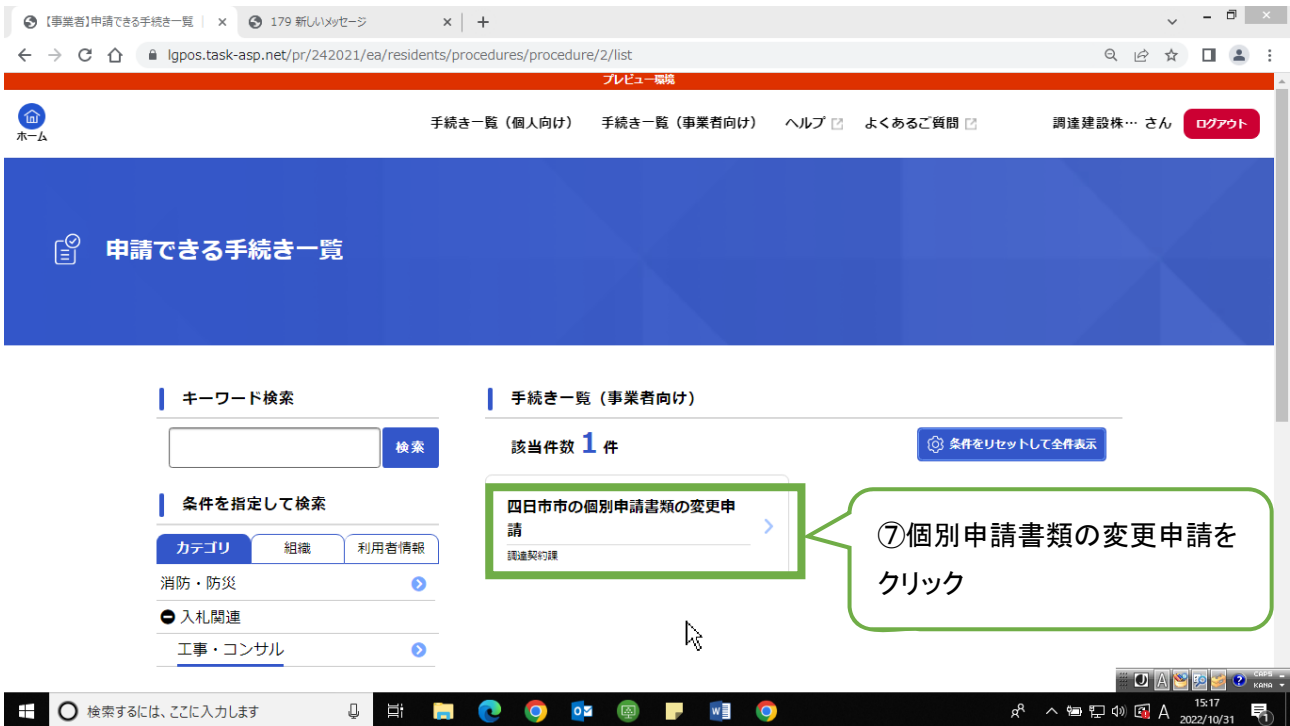 【事業者】申請できる手続き一覧
179 新しいメッセージ
lgpos.task-asp.net/pr/242021/ea/residents/procedures/procedure/2/list
プレビュー環境
ホーム
手続き一覧（個人向け）
手続き一覧（事業者向け）
ヘルプ
よくあるご質問
調達建設株… さん
ログアウト
申請できる手続き一覧
キーワード検索
検索
条件を指定して検索
カテゴリ
組織
利用者情報
消防・防災
入札関連
工事・コンサル
手続き一覧（事業者向け）
該当件数 1 件
条件をリセットして全件表示
四日市市の個別申請書類の変更申
請
調達契約課
⑦個別申請書類の変更申請を
クリック
A
CAPS
KANA
検索するには、ここに入力します
A
15:17
2022/10/31